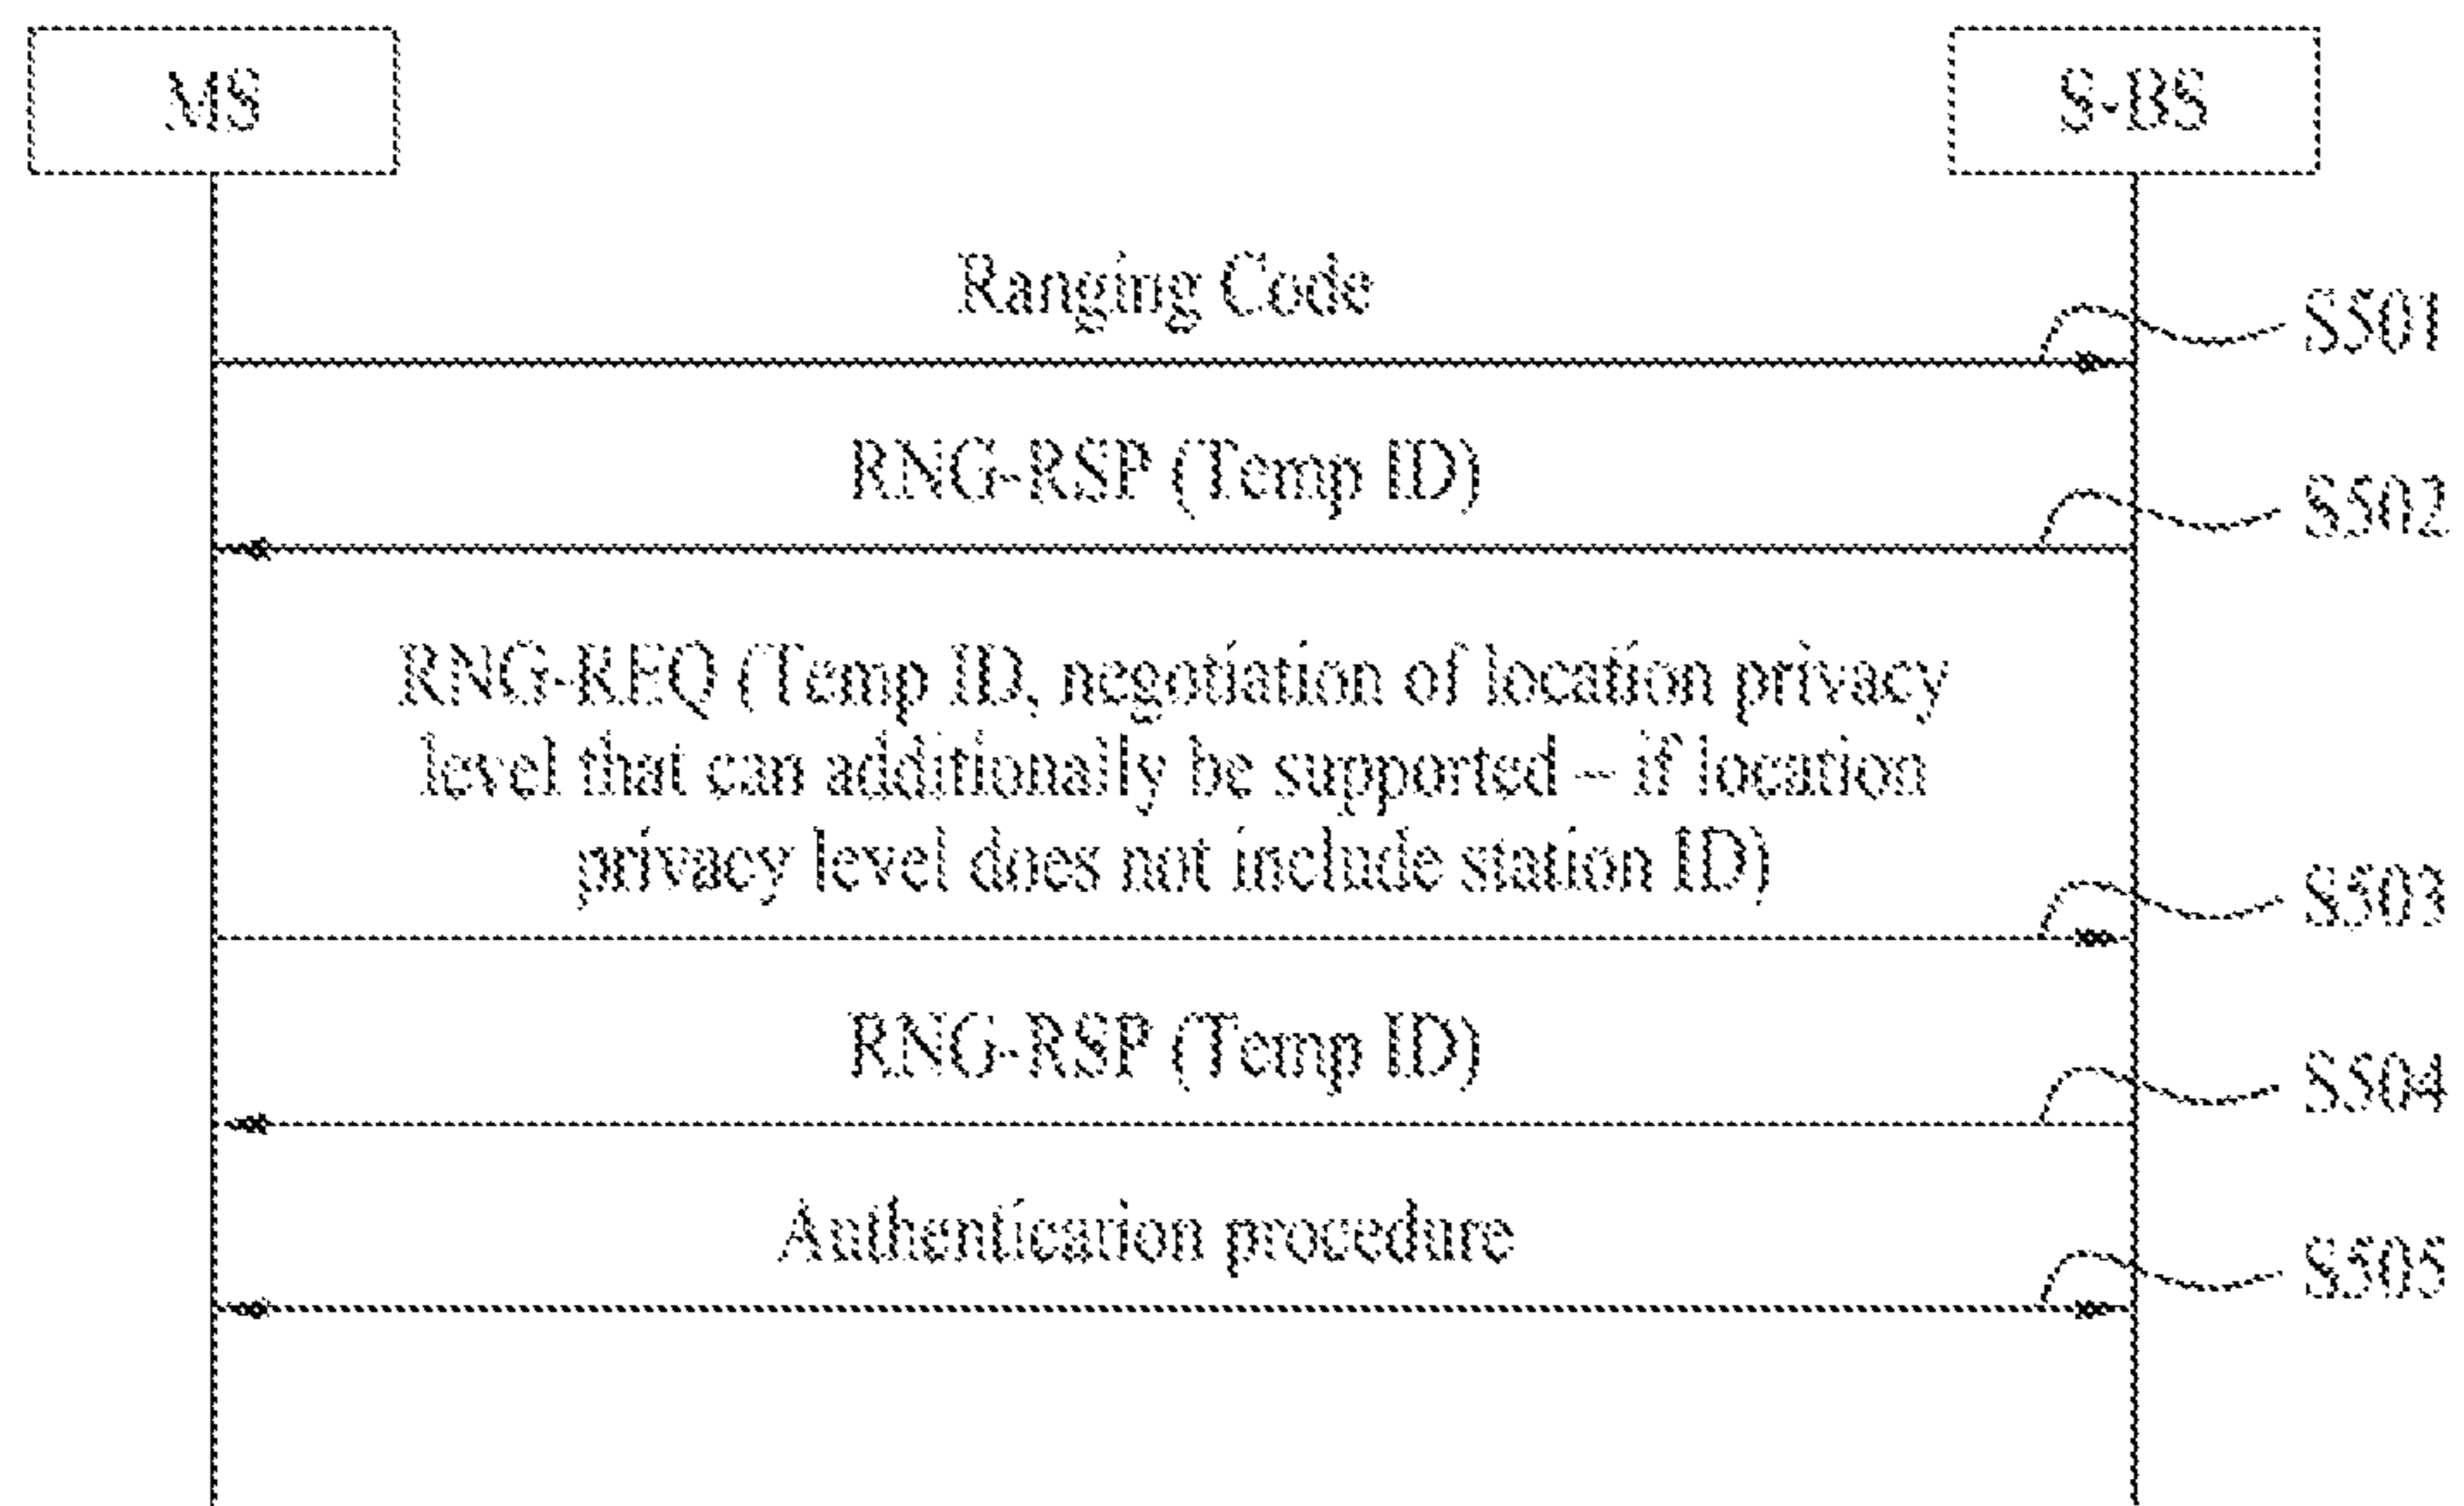 MS
S-BS
Ranging Code
S501
RNG-RSP (Temp ID)
S502
RNG-REQ (Temp ID, negotiation of location privacy
level that can additionally be supported – if location
privacy level does not include station ID)
S503
RNG-RSP (Temp ID)
S504
Authentication procedure
S505